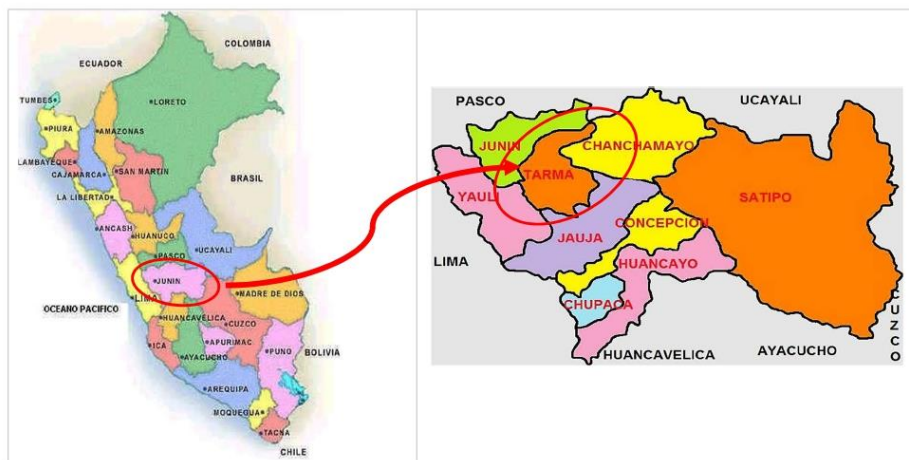 COLOMBIA
ECUADOR
TUMBES
LORETO
PIURA
AMAZONAS
LAMBAYEQUE
CAJAMARCA
SAN MARTIN
BRASIL
LA LIBERTAD
ANCASH
HUANUCO
UCAYALI
PASCO
JUNIN
LIMA
MADRE DE DIOS
OCEANO PACIFICO
HUANCAVELICA
CUZCO
ICA
APURIMAC
PUNO
BOLIVIA
AYACUCHO
AREQUIPA
MOQUEGUA
TACNA
CHILE
PASCO
UCAYALI
JUNIN
CHANCHAMAYO
TARMA
YAULI
SATIPO
CONCEPCION
JAUJA
LIMA
HUANCAYO
CHUPACA
CUZCO
HUANCAVELICA
AYACUCHO